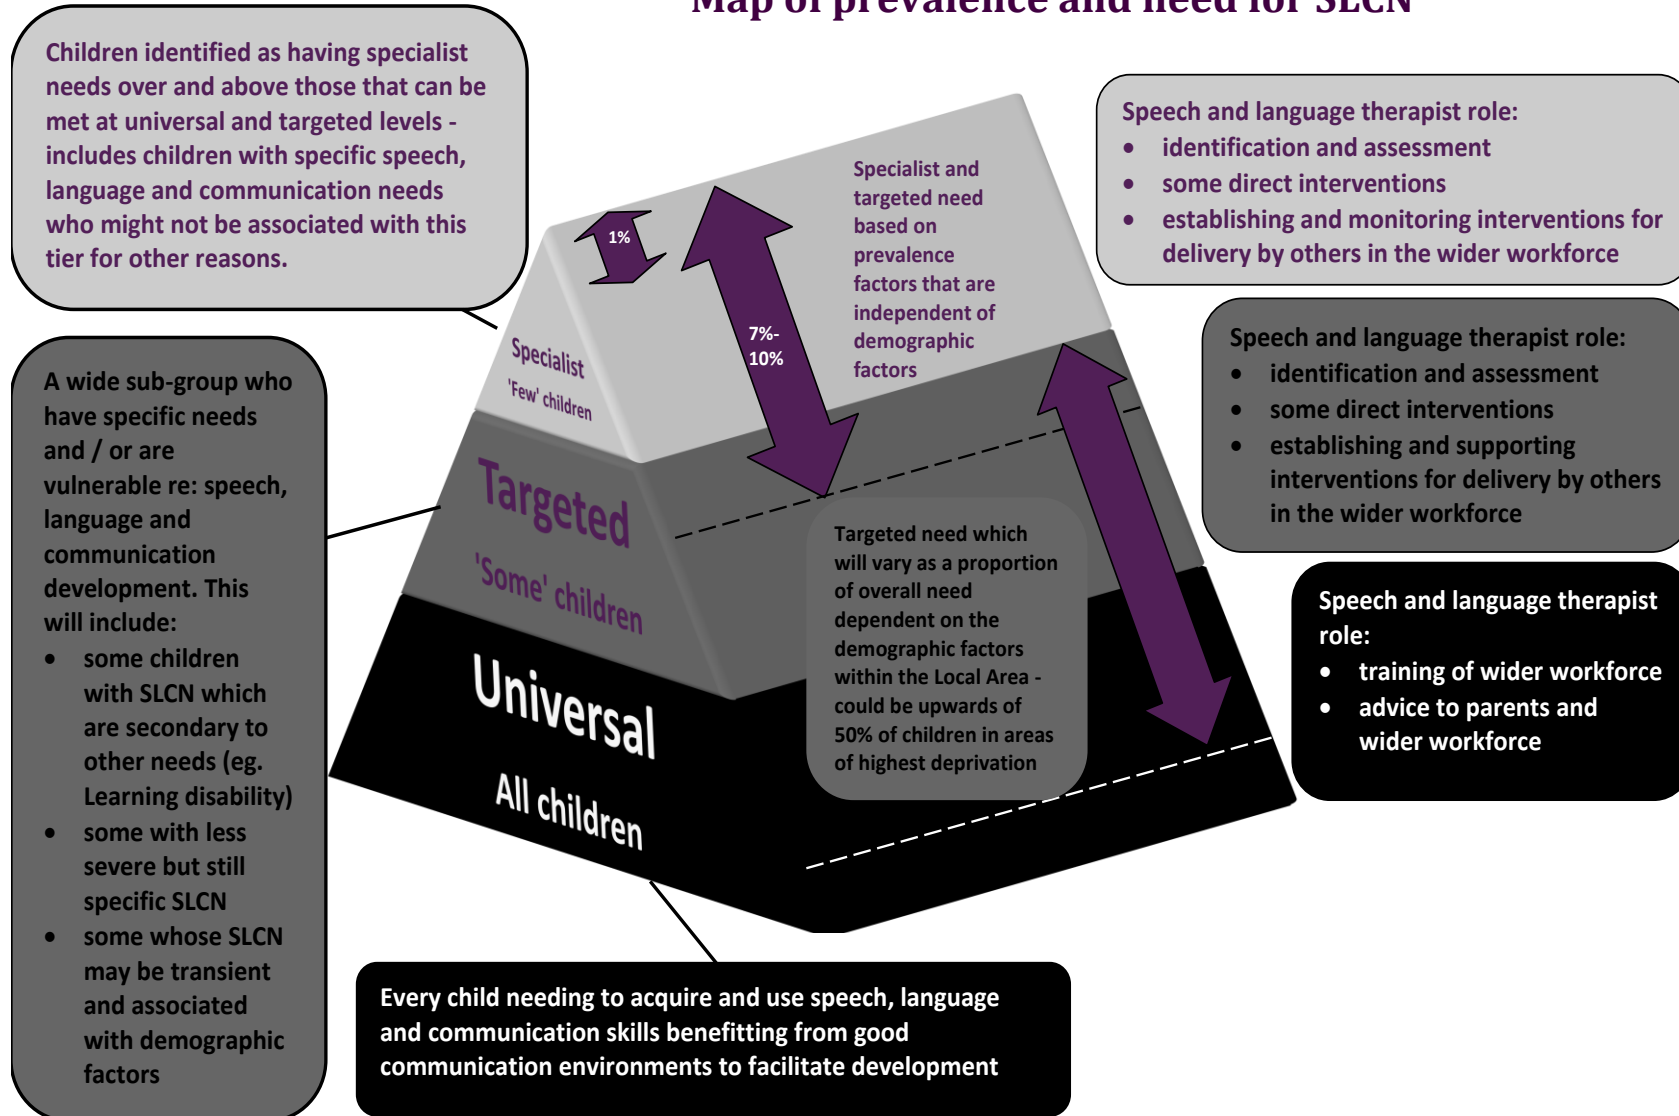 Map of prevalence and need for SLCN
Children identified as having specialist
needs over and above those that can be
met at universal and targeted levels -
includes children with specific speech,
language and communication needs
who might not be associated with this
tier for other reasons.
A wide sub-group who
have specific needs
and / or are
vulnerable re: speech,
language and
communication
development. This
will include:
• some children
with SLCN which
are secondary to
other needs (eg.
Learning disability)
• some with less
severe but still
specific SLCN
• some whose SLCN
may be transient
and associated
with demographic
factors
1%
7%-
10%
Specialist and
targeted need
based on
prevalence
factors that are
independent of
demographic
factors
Specialist
'Few' children
Targeted
'Some' children
Universal
All children
Targeted need which
will vary as a proportion
of overall need
dependent on the
demographic factors
within the Local Area -
could be upwards of
50% of children in areas
of highest deprivation
Speech and language therapist role:
• identification and assessment
• some direct interventions
• establishing and monitoring interventions for
delivery by others in the wider workforce
Speech and language therapist role:
• identification and assessment
• some direct interventions
• establishing and supporting
interventions for delivery by others
in the wider workforce
Speech and language therapist
role:
• training of wider workforce
• advice to parents and
wider workforce
Every child needing to acquire and use speech, language
and communication skills benefitting from good
communication environments to facilitate development